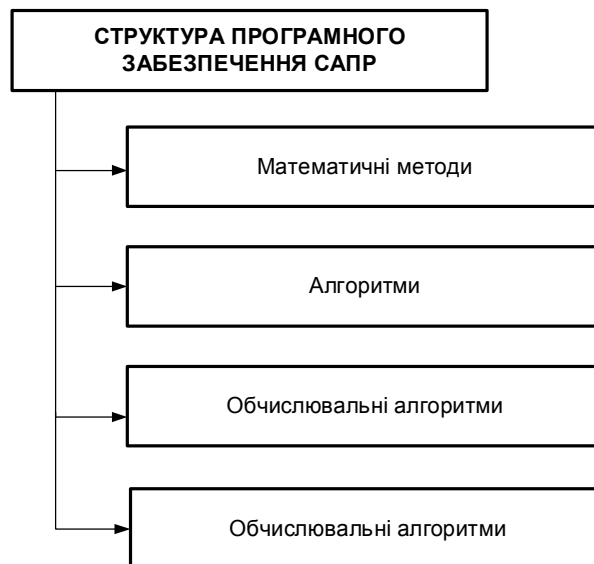 СТРУКТУРА ПРОГРАМНОГО
ЗАБЕЗПЕЧЕННЯ САПР
Математичні методи
Алгоритми
Обчислювальні алгоритми
Обчислювальні алгоритми